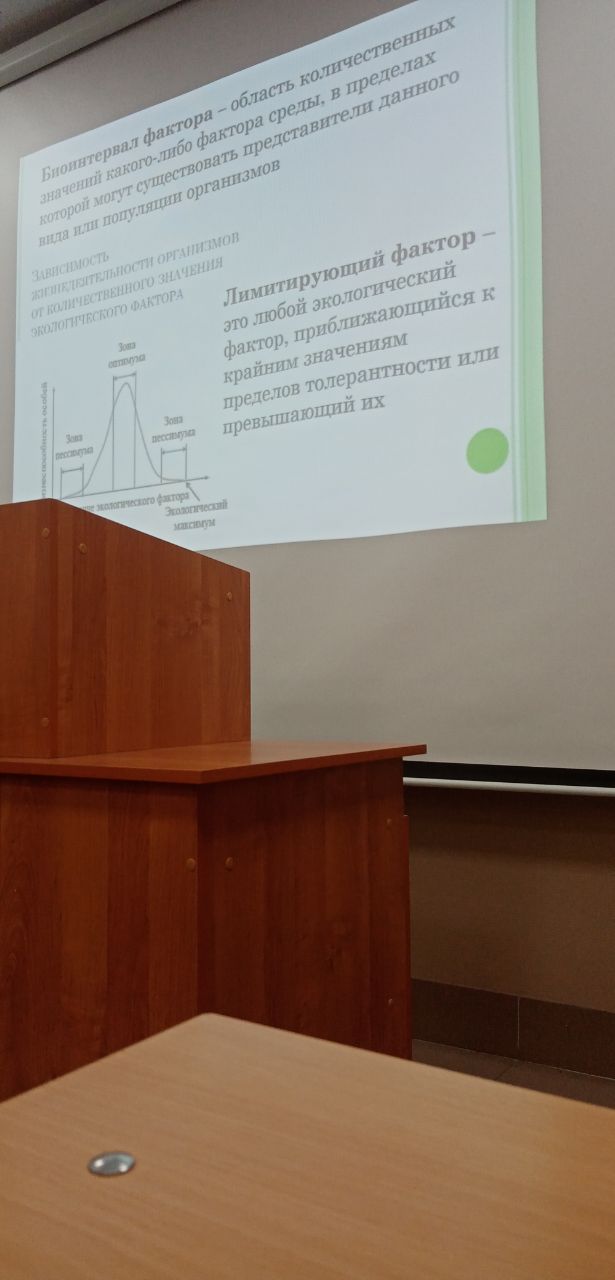 Биоинтервал фактора – область количественных
значений какого-либо фактора среды, в пределах
которой могут существовать представители данного
вида или популяции организмов
Зависимость
жизнедеятельности организмов
от количественного значения
экологического фактора
Лимитирующий фактор –
это любой экологический
фактор, приближающийся к
крайним значениям
пределов толерантности или
превышающий их
Зона
оптимума
Зона
пессимума
Зона
пессимума
особей
экологического фактора
Экологический
максимум